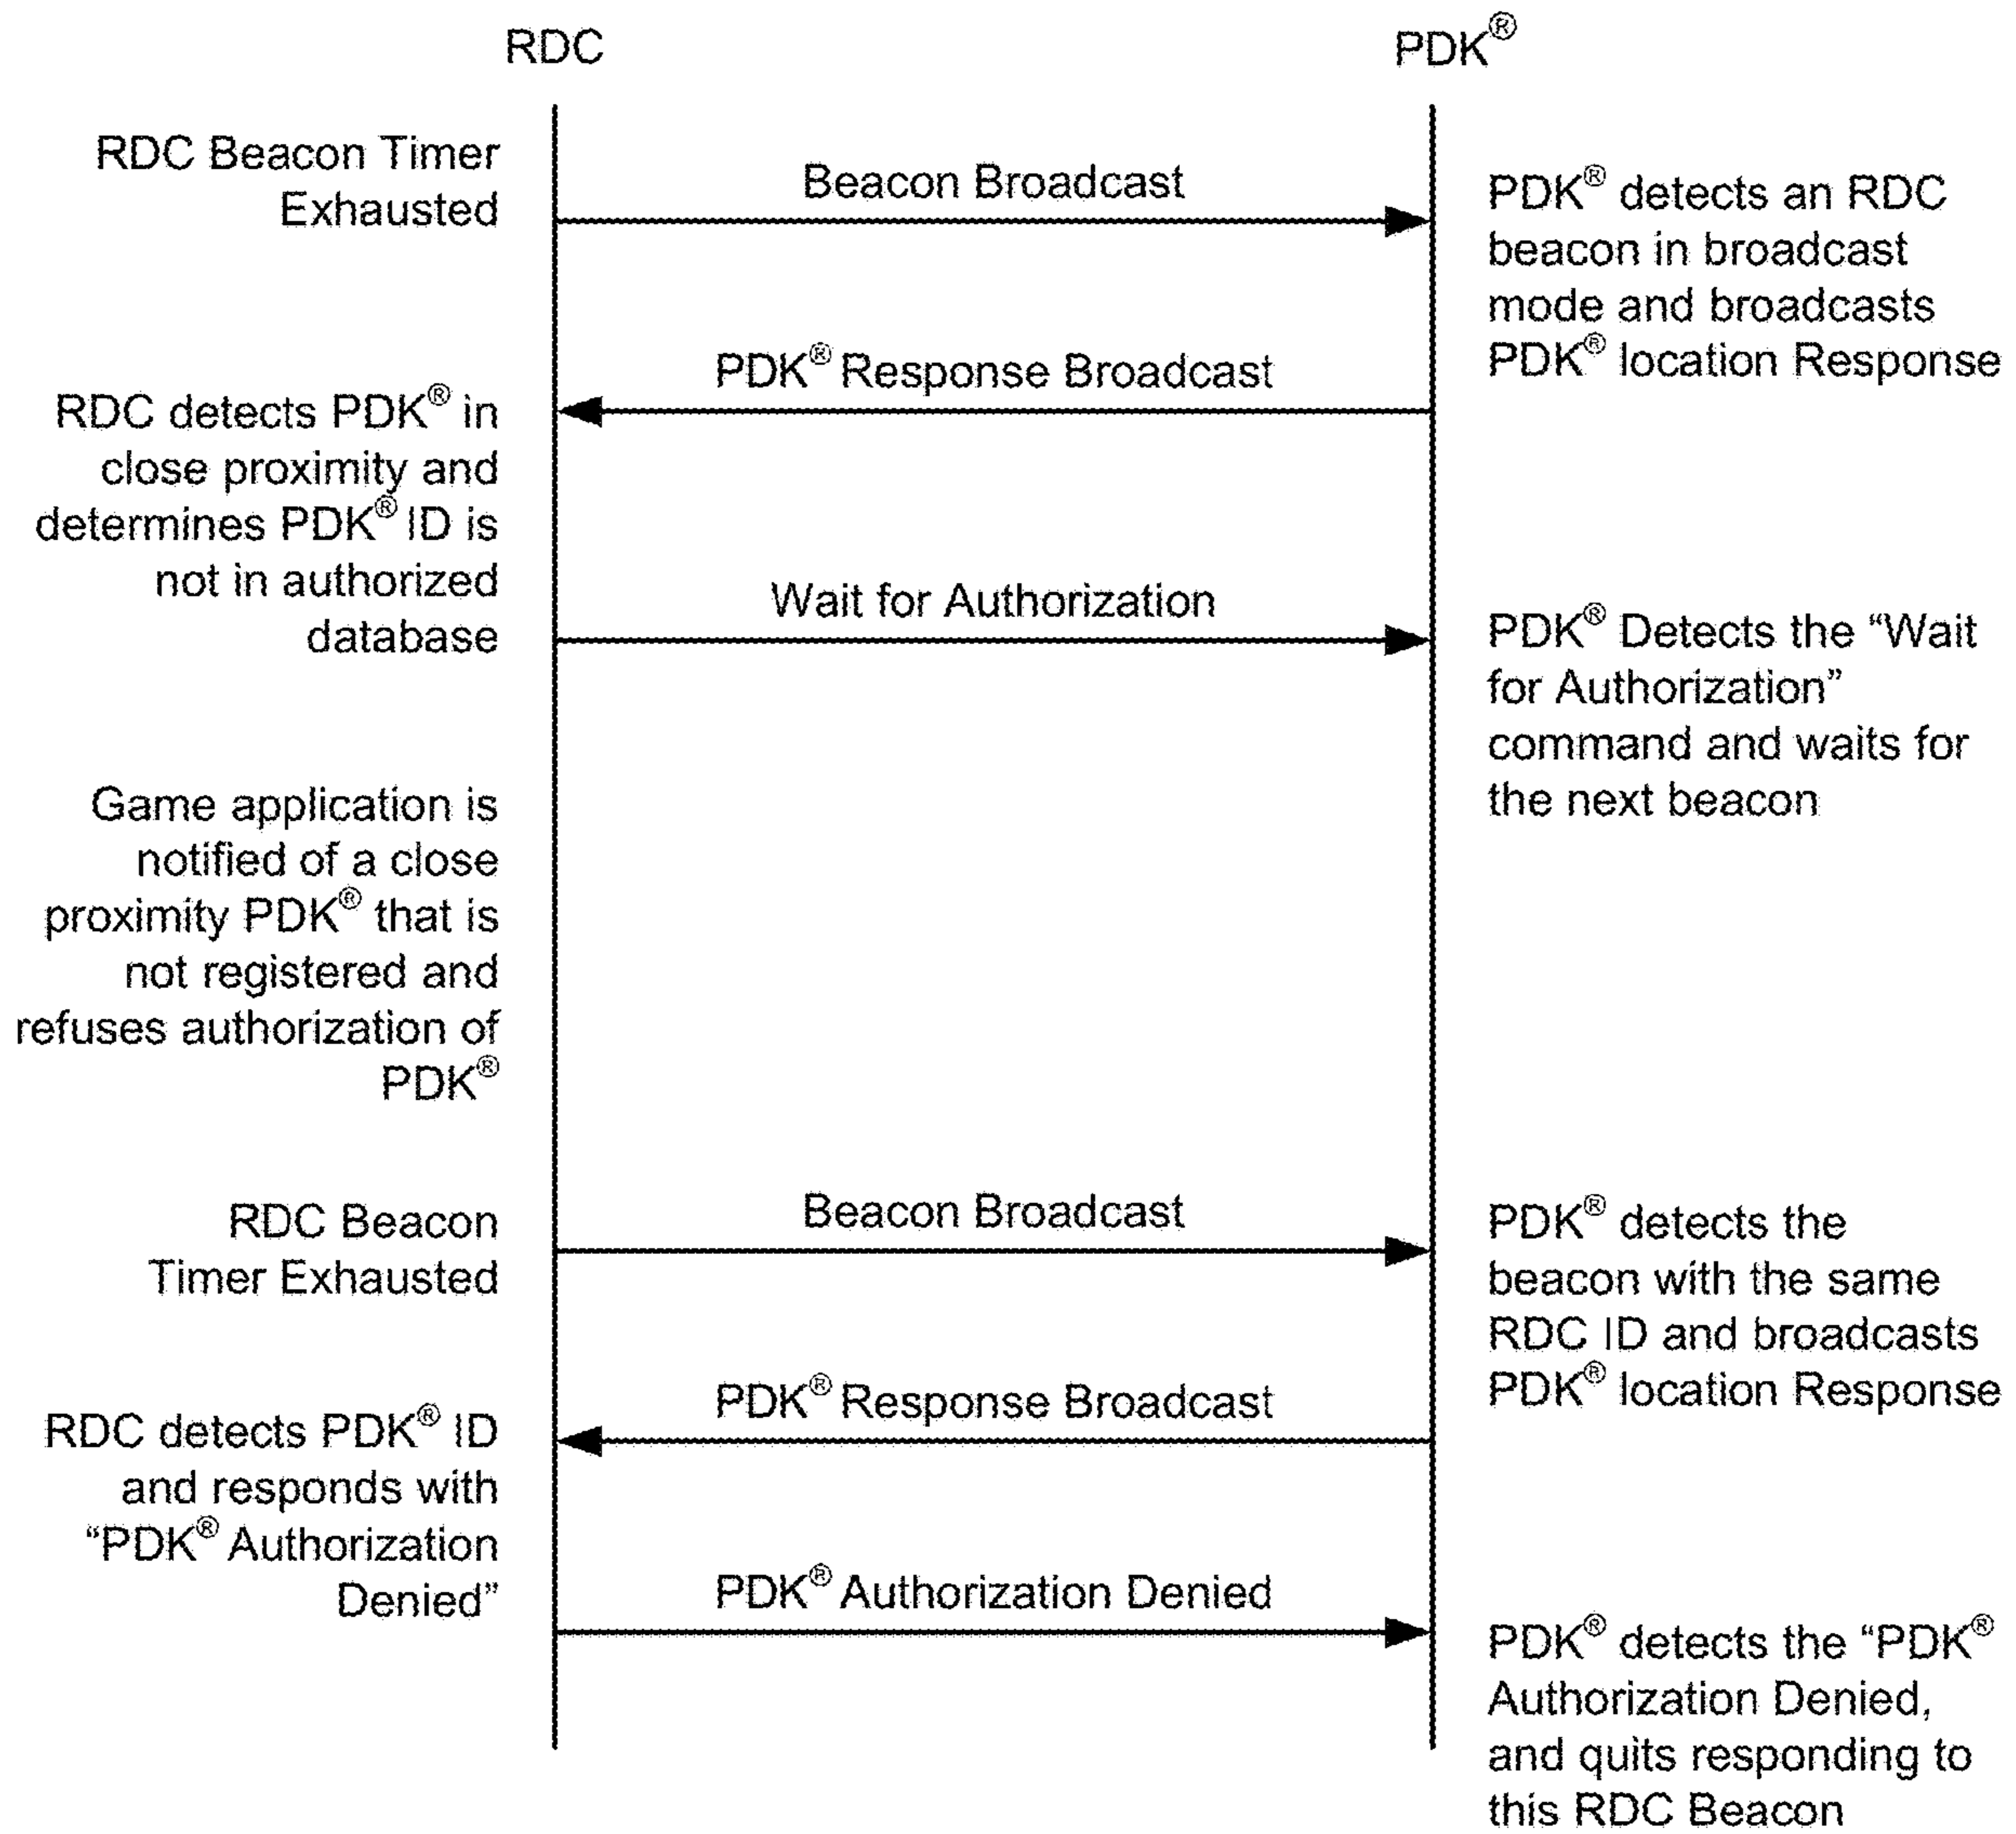 RDC
PDK®
RDC Beacon Timer
Exhausted
Beacon Broadcast
PDK® detects an RDC
beacon in broadcast
mode and broadcasts
PDK® location Response
PDK® Response Broadcast
RDC detects PDK® in
close proximity and
determines PDK® ID is
not in authorized
database
Wait for Authorization
PDK® Detects the “Wait
for Authorization”
command and waits for
the next beacon
Game application is
notified of a close
proximity PDK® that is
not registered and
refuses authorization of
PDK®
RDC Beacon
Timer Exhausted
Beacon Broadcast
PDK® detects the
beacon with the same
RDC ID and broadcasts
PDK® location Response
PDK® Response Broadcast
RDC detects PDK® ID
and responds with
“PDK® Authorization
Denied”
PDK® Authorization Denied
PDK® detects the “PDK®
Authorization Denied,
and quits responding to
this RDC Beacon